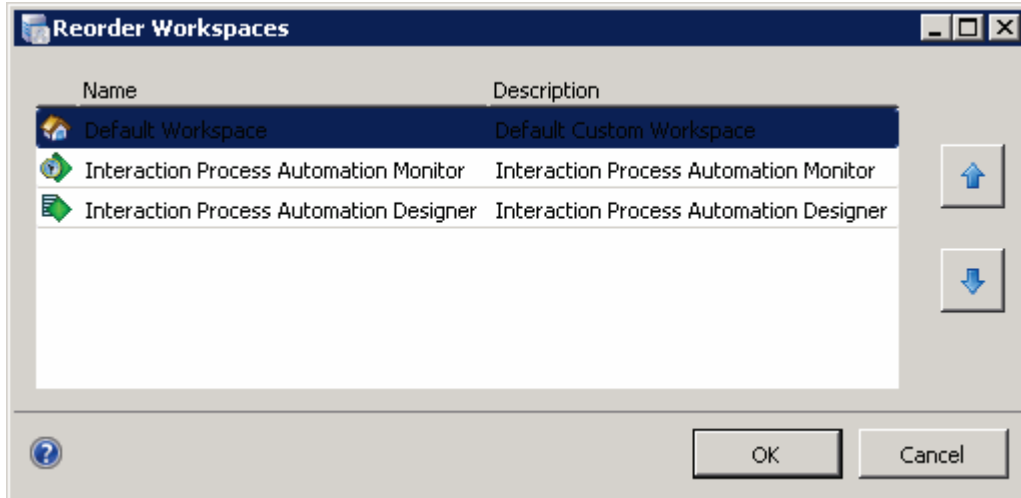 Reorder Workspaces
Name Description
Default Workspace Default Custom Workspace
Interaction Process Automation Monitor Interaction Process Automation Monitor
Interaction Process Automation Designer Interaction Process Automation Designer
? OK Cancel